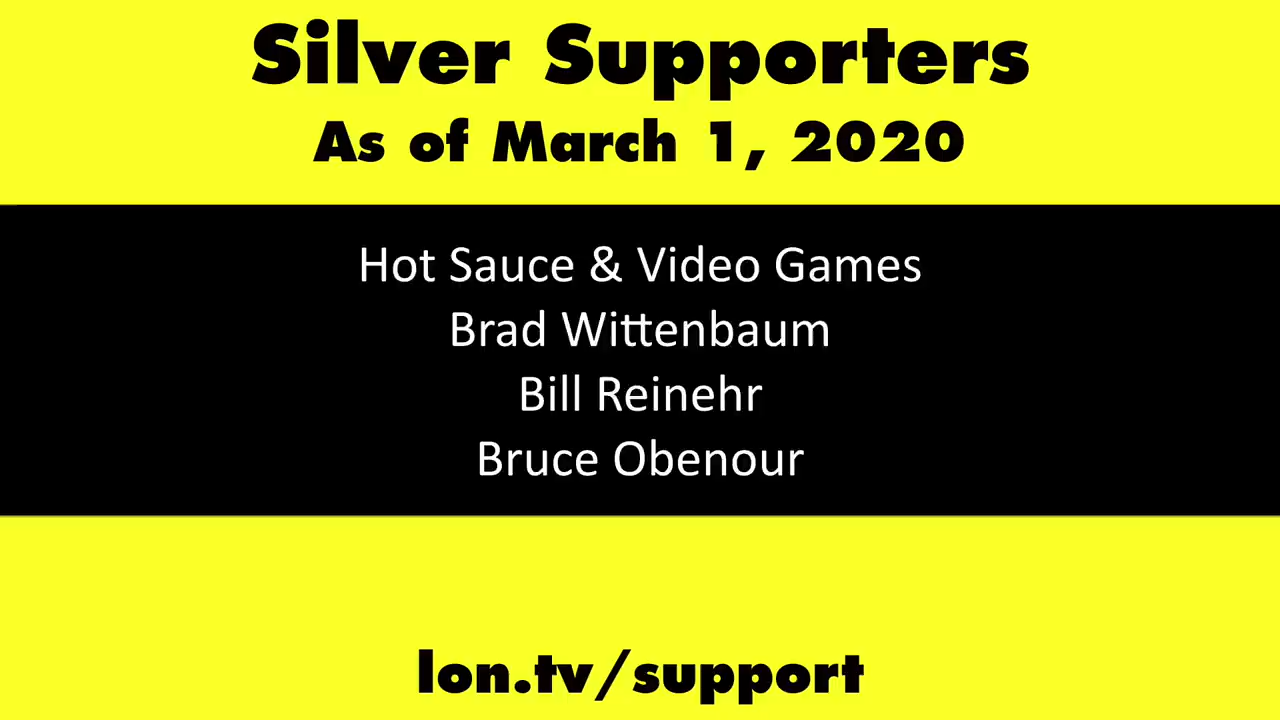 Silver Supporters
As of March 1, 2020
Hot Sauce & Video Games
Brad Wittenbaum
Bill Reinehr
Bruce Obenour
lon.tv/support